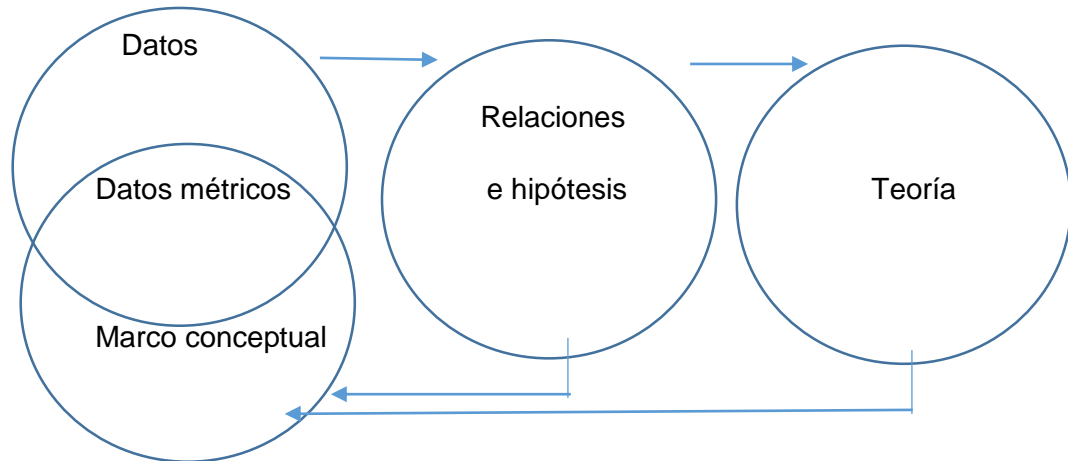 Datos
Datos métricos
Marco conceptual
Relaciones
e hipótesis
Teoría